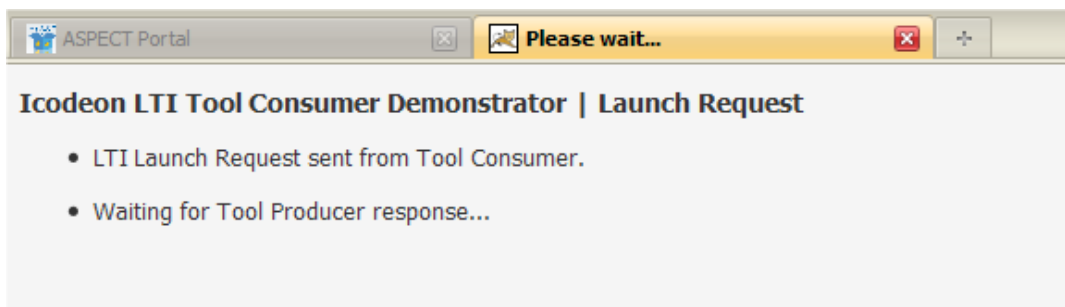 ASPECT Portal
Please wait...
Icodeon LTI Tool Consumer Demonstrator | Launch Request
• LTI Launch Request sent from Tool Consumer.
• Waiting for Tool Producer response...